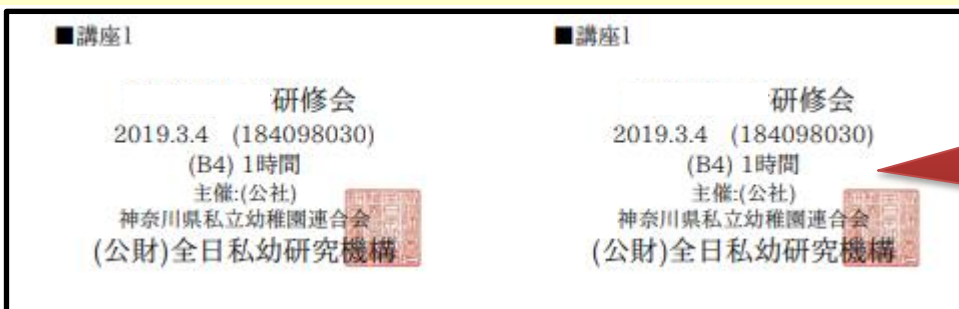 ■講座1
研修会
2019.3.4 (184098030)
(B4) 1時間
主催:(公社)
神奈川県私立幼稚園連合会
(公財)全日私幼研究機構
■講座1
研修会
2019.3.4 (184098030)
(B4) 1時間
主催:(公社)
神奈川県私立幼稚園連合会
(公財)全日私幼研究機構